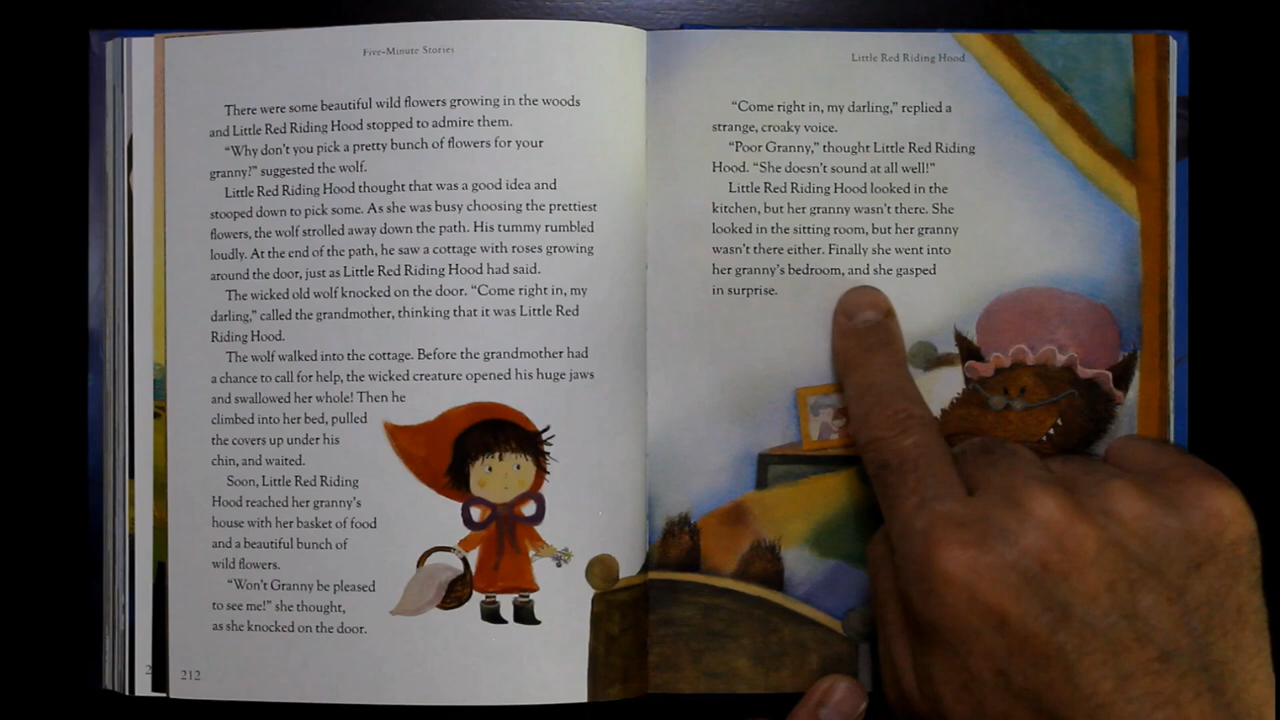 Five-Minute Stories
There were some beautiful wild flowers growing in the woods
and Little Red Riding Hood stopped to admire them.
“Why don’t you pick a pretty bunch of flowers for your
granny?” suggested the wolf.
Little Red Riding Hood thought that was a good idea and
stooped down to pick some. As she was busy choosing the prettiest
flowers, the wolf strolled away down the path. His tummy rumbled
loudly. At the end of the path, he saw a cottage with roses growing
around the door, just as Little Red Riding Hood had said.
The wicked old wolf knocked on the door. “Come right in, my
darling,” called the grandmother, thinking that it was Little Red
Riding Hood.
The wolf walked into the cottage. Before the grandmother had
a chance to call for help, the wicked creature opened his huge jaws
and swallowed her whole! Then he
climbed into her bed, pulled
the covers up under his
chin, and waited.
Soon, Little Red Riding
Hood reached her granny’s
house with her basket of food
and a beautiful bunch of
wild flowers.
“Won’t Granny be pleased
to see me!” she thought,
as she knocked on the door.
2
212
Little Red Riding Hood
“Come right in, my darling,” replied a
strange, croaky voice.
“Poor Granny,” thought Little Red Riding
Hood. “She doesn’t sound at all well!”
Little Red Riding Hood looked in the
kitchen, but her granny wasn’t there. She
looked in the sitting room, but her granny
wasn’t there either. Finally she went into
her granny’s bedroom, and she gasped
in surprise.